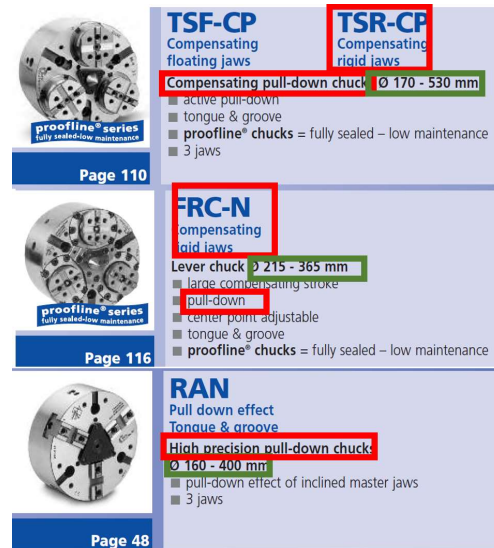 TSF-CP TSR-CP
Compensating Compensating
floating jaws rigid jaws
Compensating pull-down chuck Ø 170 - 530 mm
■ active pull-down
■ tongue & groove
■ proofline® chucks = fully sealed – low maintenance
■ 3 jaws
proofline® series
fully sealed-low maintenance
Page 110
FRC-N
Compensating
rigid jaws
Lever chuck Ø 215 - 365 mm
■ large compensating stroke
■ pull-down
■ center point adjustable
■ tongue & groove
■ proofline® chucks = fully sealed – low maintenance
proofline® series
fully sealed-low maintenance
Page 116
RAN
Pull down effect
Tongue & groove
High precision pull-down chucks
Ø 160 - 400 mm
■ pull-down effect of inclined master jaws
■ 3 jaws
Page 48